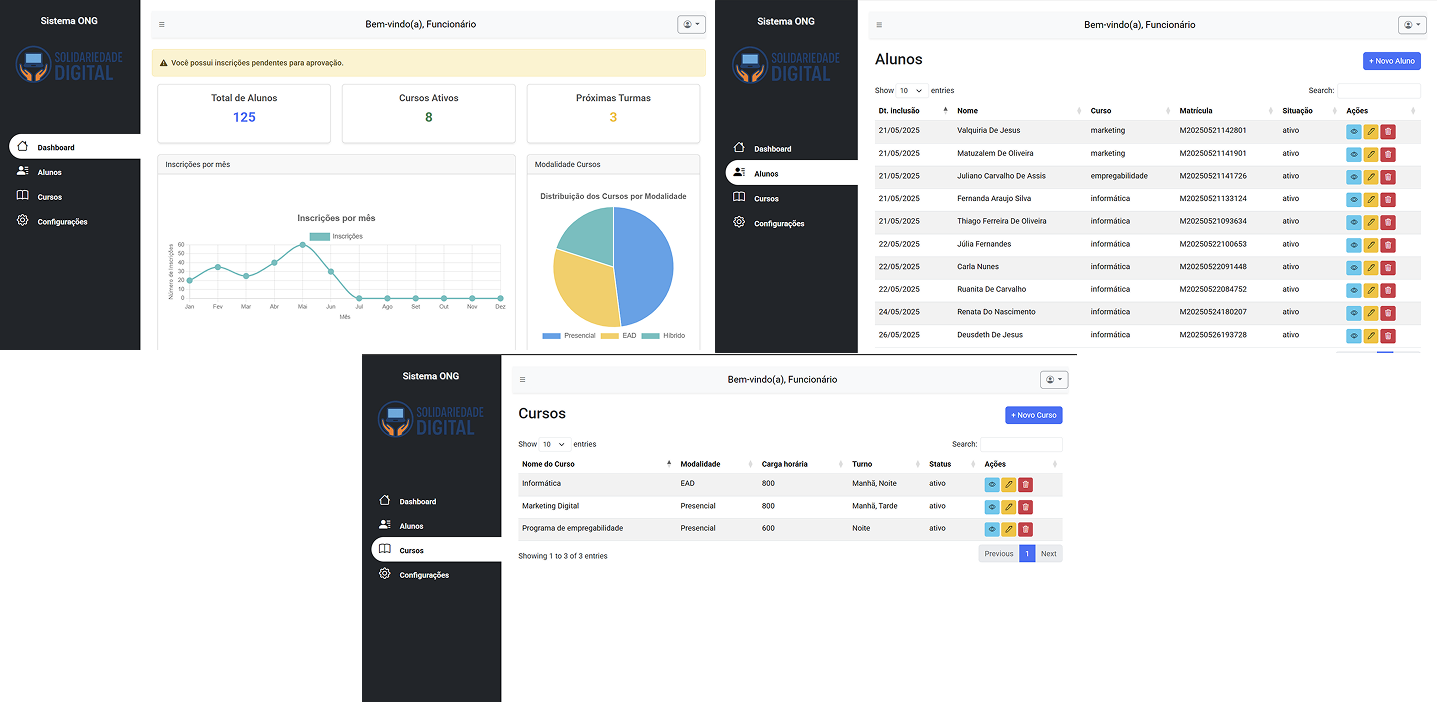 Sistema ONG
SOLIDARIEDADE
DIGITAL
Dashboard
Alunos
Cursos
Configurações
Bem-vindo(a), Funcionário
Você possui inscrições pendentes para aprovação.
Total de Alunos
125
Cursos Ativos
8
Próximas Turmas
3
Inscrições por mês
Inscrições por mês
Inscrições
Número de Inscrições
60
50
40
30
20
10
0
Jan Fev Mar Abr Mai Jun Jul Ago Set Out Nov Dez
Mês
Modalidade Cursos
Distribuição dos Cursos por Modalidade
Presencial EAD Híbrido
Sistema ONG
SOLIDARIEDADE
DIGITAL
Dashboard
Alunos
Cursos
Configurações
Bem-vindo(a), Funcionário
Alunos
+ Novo Aluno
Show 10 entries Search:
Dt. inclusão Nome Curso Matrícula Situação Ações
21/05/2025 Valquiria De Jesus marketing M20250521142801 ativo
21/05/2025 Matuzalem De Oliveira marketing M20250521141901 ativo
21/05/2025 Juliano Carvalho De Assis empregabilidade M20250521141726 ativo
21/05/2025 Fernanda Araujo Silva informática M20250521133124 ativo
21/05/2025 Thiago Ferreira De Oliveira informática M20250521093634 ativo
22/05/2025 Júlia Fernandes informática M20250522100653 ativo
22/05/2025 Carla Nunes informática M20250522091448 ativo
22/05/2025 Ruanita De Carvalho informática M20250522084752 ativo
24/05/2025 Renata Do Nascimento informática M20250524180207 ativo
26/05/2025 Deusdeth De Jesus informática M20250526193728 ativo
Sistema ONG
SOLIDARIEDADE
DIGITAL
Dashboard
Alunos
Cursos
Configurações
Bem-vindo(a), Funcionário
Cursos
+ Novo Curso
Show 10 entries Search:
Nome do Curso Modalidade Carga horária Turno Status Ações
Informática EAD 800 Manhã, Noite ativo
Marketing Digital Presencial 800 Manhã, Tarde ativo
Programa de empregabilidade Presencial 600 Noite ativo
Showing 1 to 3 of 3 entries
Previous 1 Next